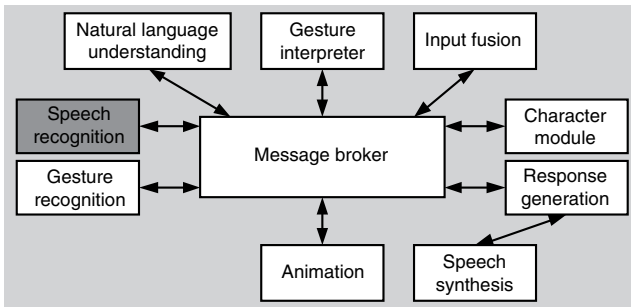 Natural language
understanding
Gesture
interpreter
Input fusion
Speech
recognition
Message broker
Character
module
Gesture
recognition
Response
generation
Animation
Speech
synthesis